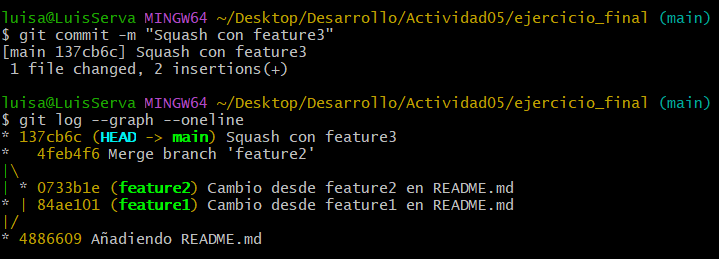 luisa@LuisServa MINGW64 ~/Desktop/Desarrollo/Actividad05/ejercicio_final (main)
$ git commit -m "Squash con feature3"
[main 137cb6c] Squash con feature3
 1 file changed, 2 insertions(+)

luisa@LuisServa MINGW64 ~/Desktop/Desarrollo/Actividad05/ejercicio_final (main)
$ git log --graph --oneline
* 137cb6c (HEAD -> main) Squash con feature3
*   4feb4f6 Merge branch 'feature2'
|\
| * 0733b1e (feature2) Cambio desde feature2 en README.md
* | 84ae101 (feature1) Cambio desde feature1 en README.md
|/
* 4886609 Añadiendo README.md